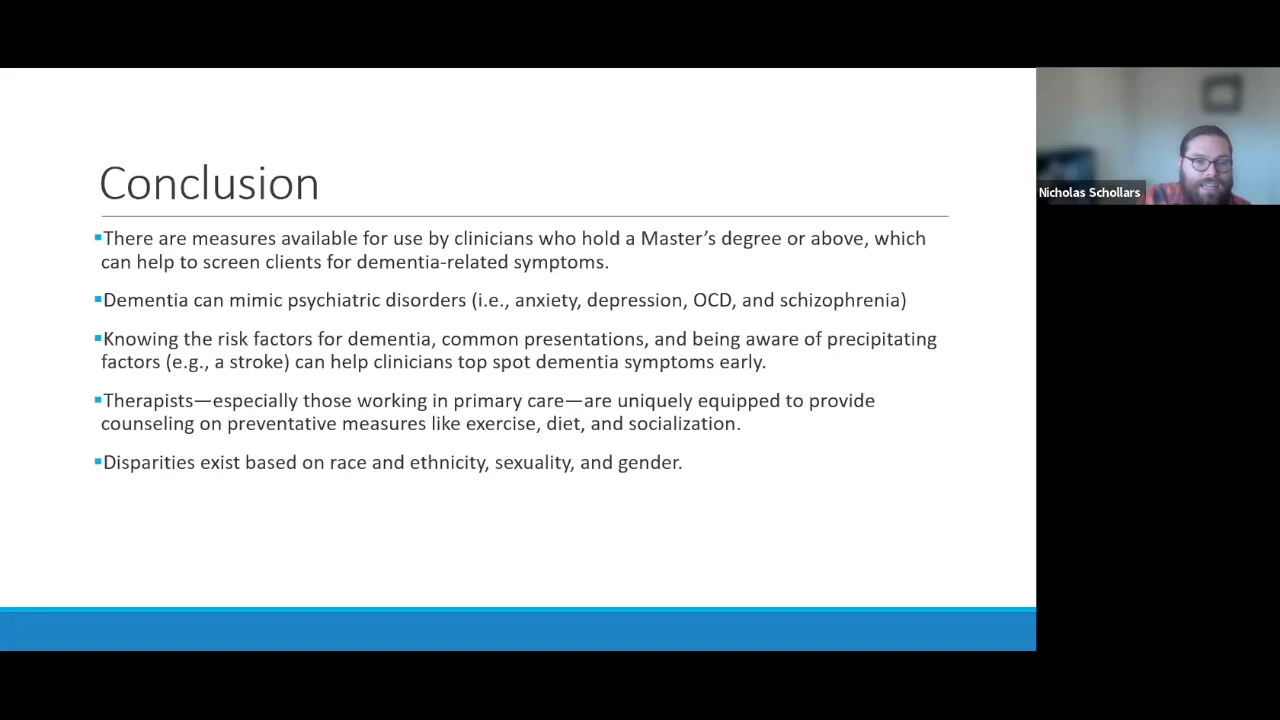 Conclusion
▪There are measures available for use by clinicians who hold a Master's degree or above, which
can help to screen clients for dementia-related symptoms.
▪Dementia can mimic psychiatric disorders (i.e., anxiety, depression, OCD, and schizophrenia)
▪Knowing the risk factors for dementia, common presentations, and being aware of precipitating
factors (e.g., a stroke) can help clinicians top spot dementia symptoms early.
▪Therapists—especially those working in primary care—are uniquely equipped to provide
counseling on preventative measures like exercise, diet, and socialization.
▪Disparities exist based on race and ethnicity, sexuality, and gender.
Nicholas Schollars